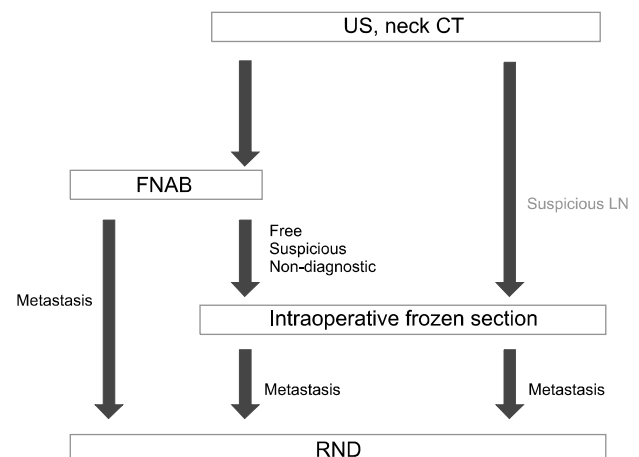 US, neck CT
FNAB
Suspicious LN
Free
Suspicious
Non-diagnostic
Metastasis
Intraoperative frozen section
Metastasis
Metastasis
RND